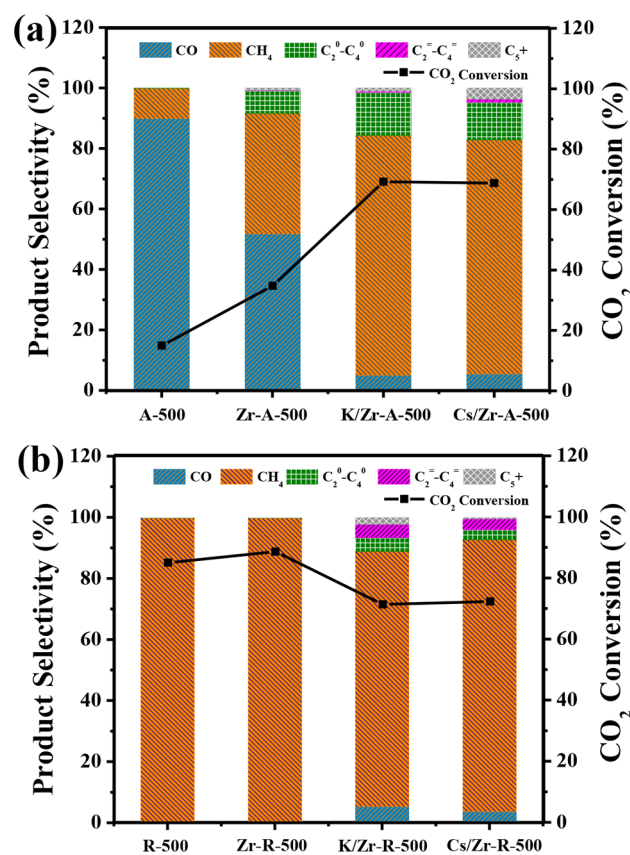 (a)
120
100
80
60
40
20
0
Product Selectivity (%)
CO CH₄ C₂⁰-C₄⁰ C₂⁼-C₄⁼ C₅+
CO₂ Conversion
120
100
80
60
40
20
0
CO₂ Conversion (%)
A-500 Zr-A-500 K/Zr-A-500 Cs/Zr-A-500
(b)
120
100
80
60
40
20
0
Product Selectivity (%)
CO CH₄ C₂⁰-C₄⁰ C₂⁼-C₄⁼ C₅+
CO₂ Conversion
120
100
80
60
40
20
0
CO₂ Conversion (%)
R-500 Zr-R-500 K/Zr-R-500 Cs/Zr-R-500